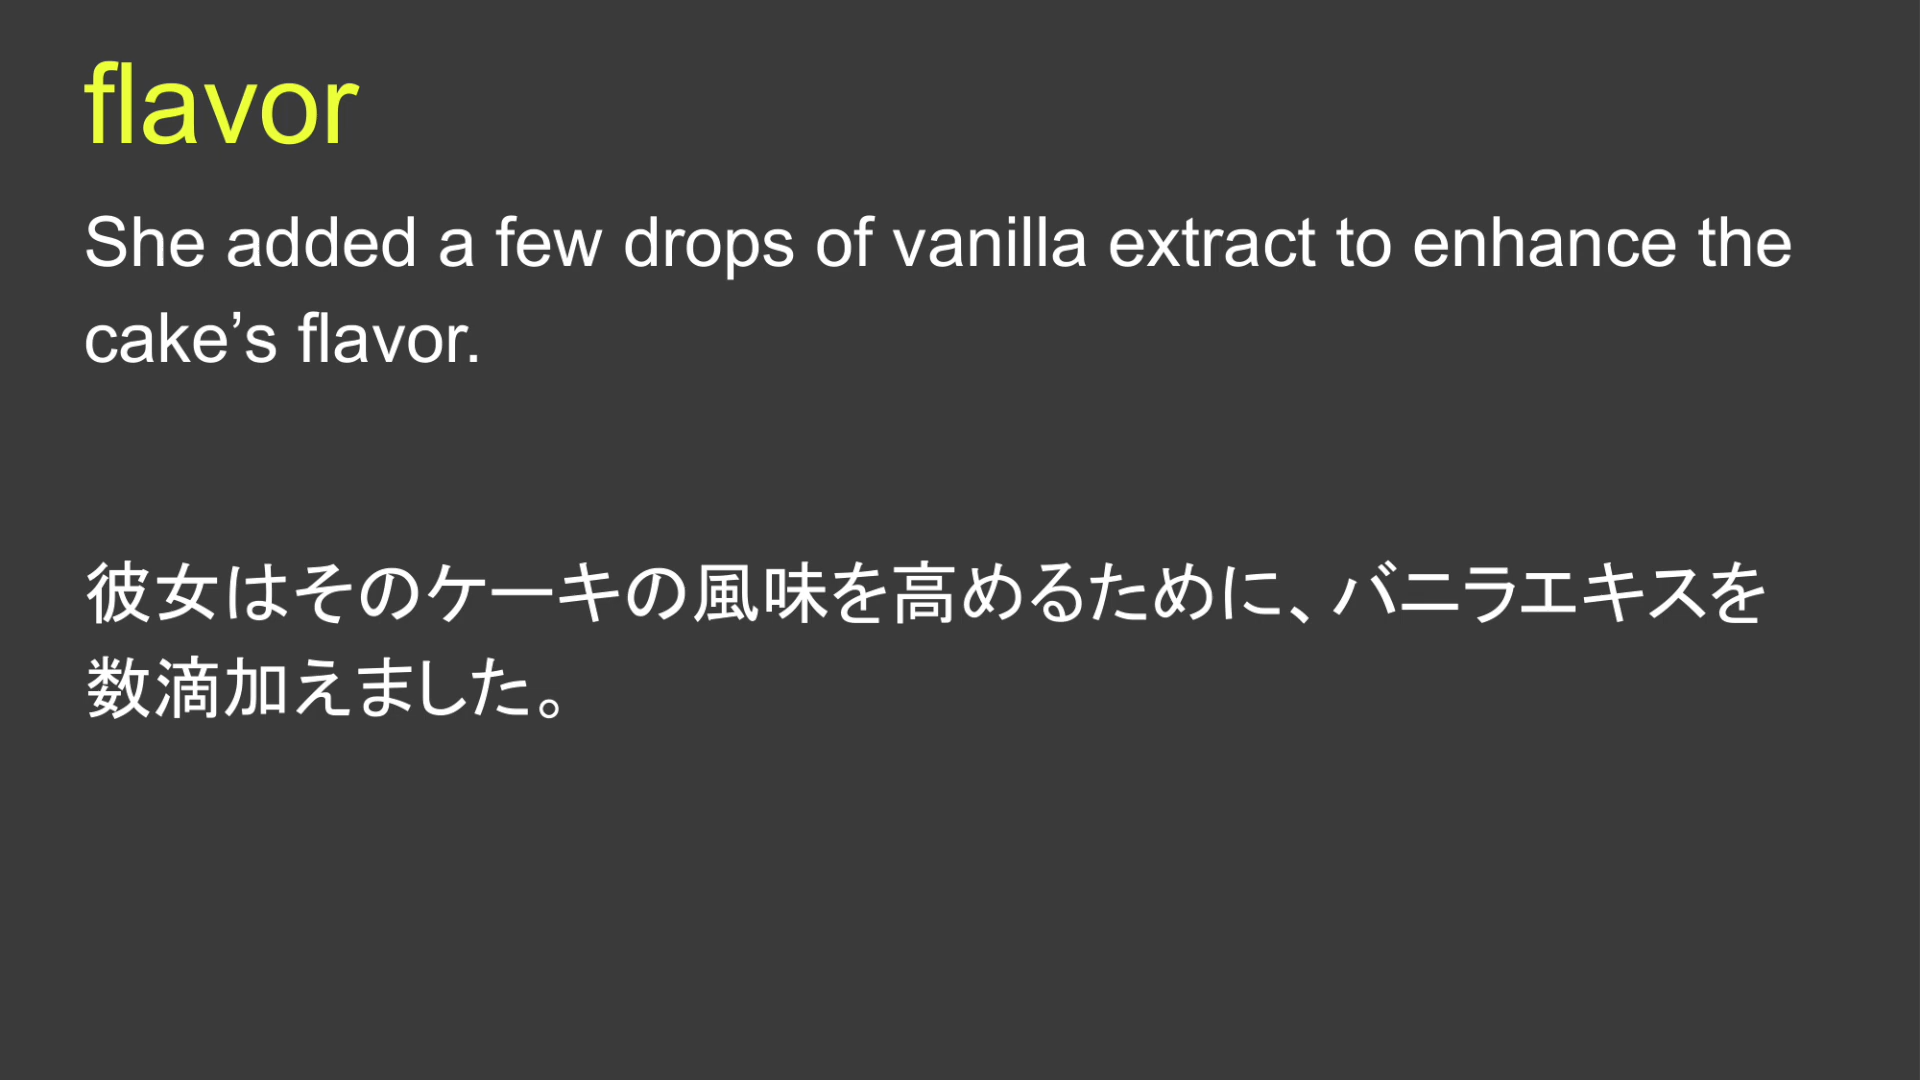 flavor
She added a few drops of vanilla extract to enhance the
cake’s flavor.
彼女はそのケーキの風味を高めるために、バニラエキスを
数滴加えました。